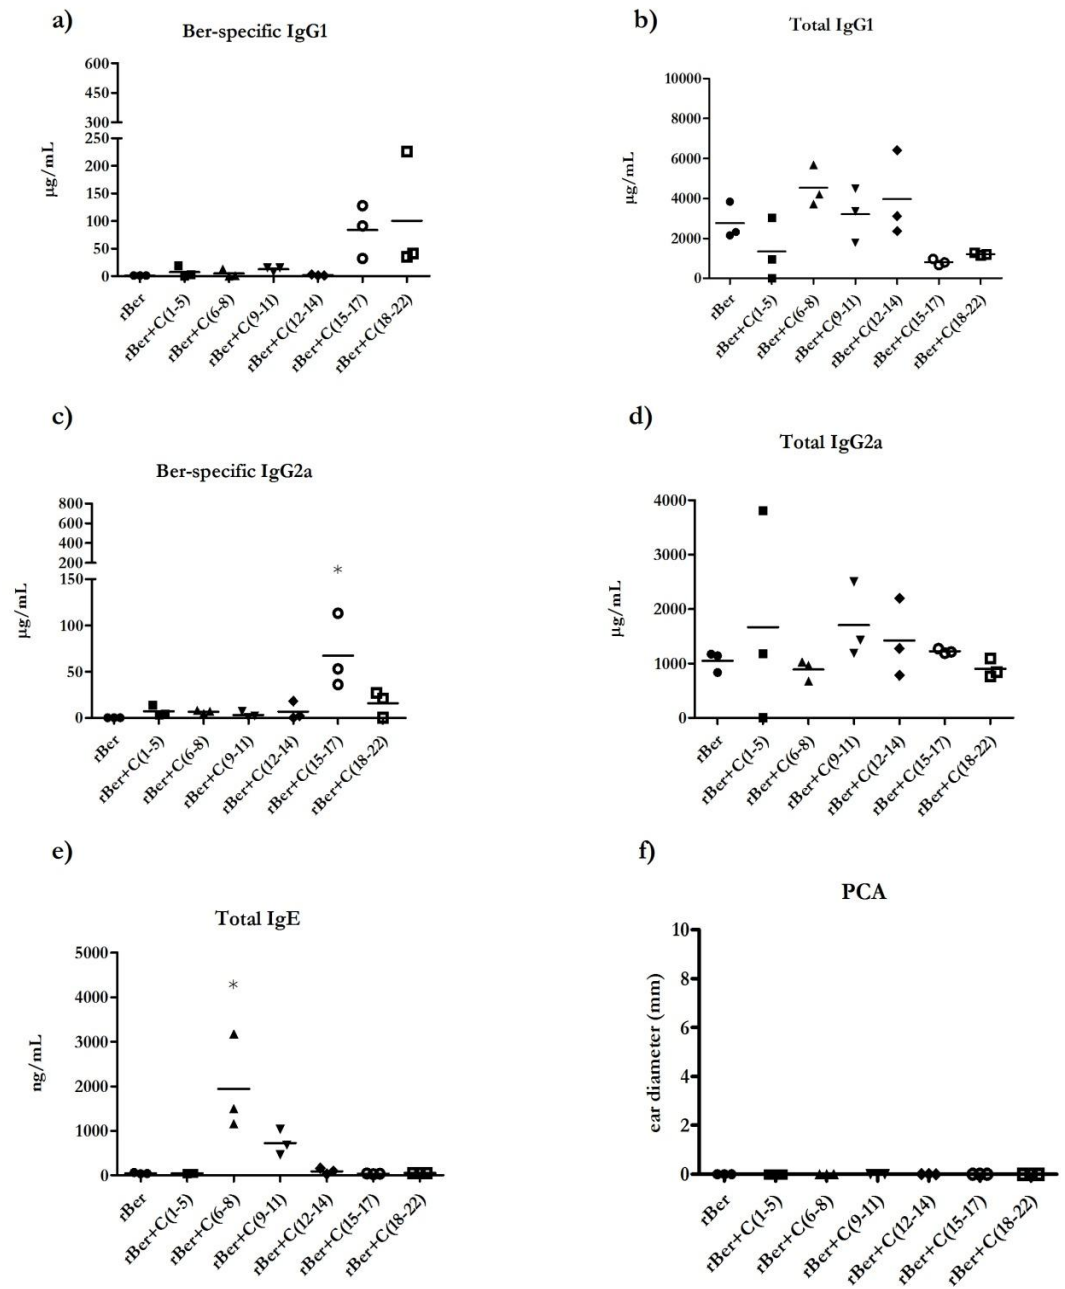 a)
Ber-specific IgG1
600
450
300
250
200
150
100
50
0
µg/mL
rBer
rBer+C(1-5)
rBer+C(6-8)
rBer+C(9-11)
rBer+C(12-14)
rBer+C(15-17)
rBer+C(18-22)
b)
Total IgG1
10000
8000
6000
4000
2000
0
µg/mL
rBer
rBer+C(1-5)
rBer+C(6-8)
rBer+C(9-11)
rBer+C(12-14)
rBer+C(15-17)
rBer+C(18-22)
c)
Ber-specific IgG2a
800
600
400
200
150
100
50
0
µg/mL
*
rBer
rBer+C(1-5)
rBer+C(6-8)
rBer+C(9-11)
rBer+C(12-14)
rBer+C(15-17)
rBer+C(18-22)
d)
Total IgG2a
4000
3000
2000
1000
0
µg/mL
rBer
rBer+C(1-5)
rBer+C(6-8)
rBer+C(9-11)
rBer+C(12-14)
rBer+C(15-17)
rBer+C(18-22)
e)
Total IgE
5000
4000
3000
2000
1000
0
ng/mL
*
rBer
rBer+C(1-5)
rBer+C(6-8)
rBer+C(9-11)
rBer+C(12-14)
rBer+C(15-17)
rBer+C(18-22)
f)
PCA
10
8
6
4
2
0
ear diameter (mm)
rBer
rBer+C(1-5)
rBer+C(6-8)
rBer+C(9-11)
rBer+C(12-14)
rBer+C(15-17)
rBer+C(18-22)